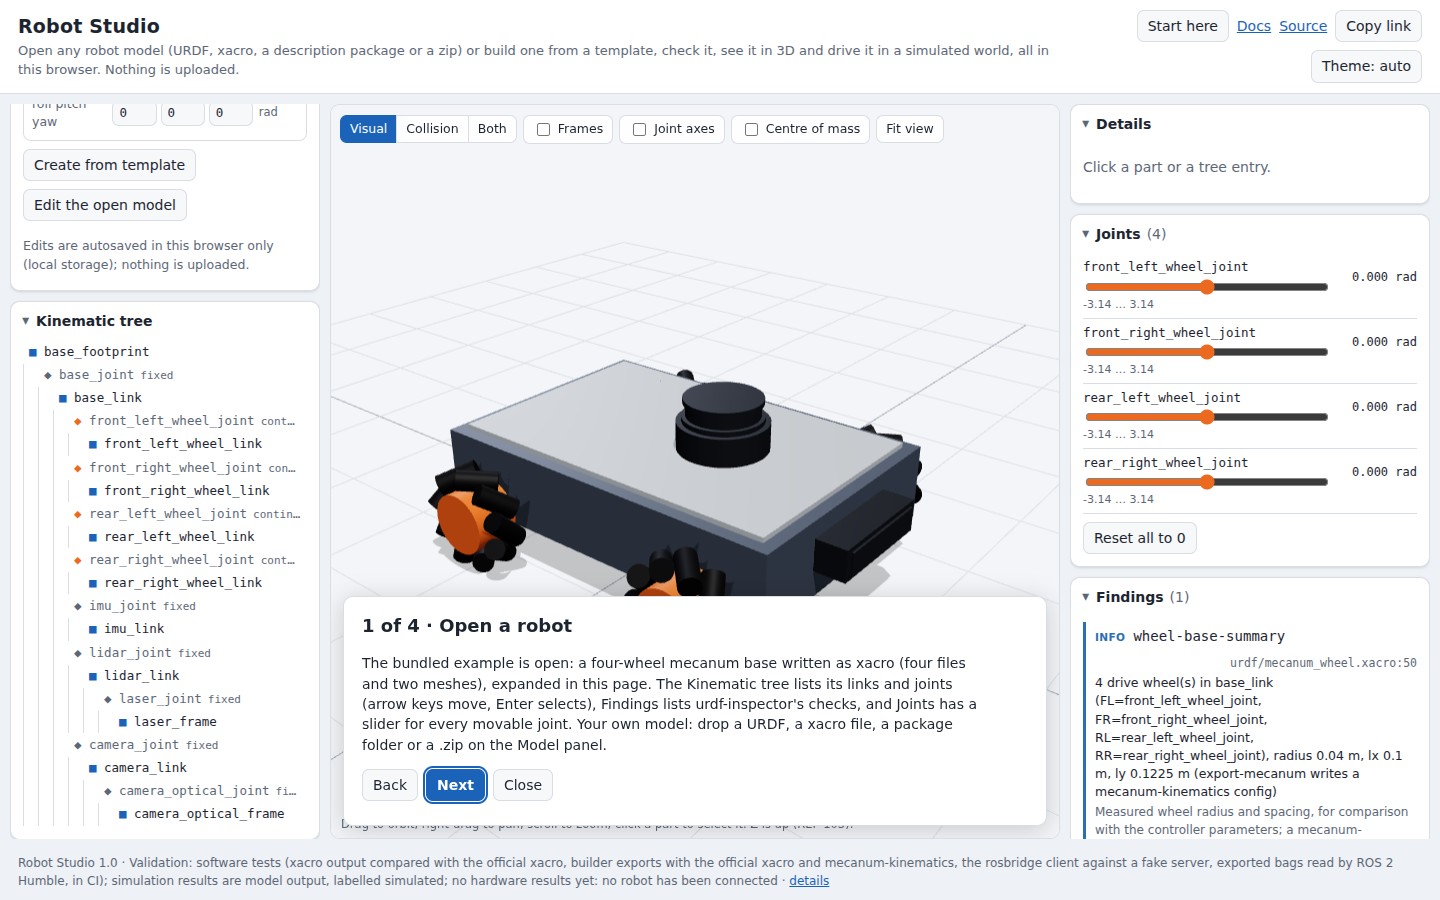 Robot Studio
Open any robot model (URDF, xacro, a description package or a zip) or build one from a template, check it, see it in 3D and drive it in a simulated world, all in
this browser. Nothing is uploaded.
Start here
Docs
Source
Copy link
Theme: auto
roll pitch
yaw
0
0
0
rad
Create from template
Edit the open model
Edits are autosaved in this browser only
(local storage); nothing is uploaded.
Kinematic tree
base_footprint
base_joint fixed
base_link
front_left_wheel_joint cont…
front_left_wheel_link
front_right_wheel_joint con…
front_right_wheel_link
rear_left_wheel_joint contin…
rear_left_wheel_link
rear_right_wheel_joint cont…
rear_right_wheel_link
imu_joint fixed
imu_link
lidar_joint fixed
lidar_link
laser_joint fixed
laser_frame
camera_joint fixed
camera_link
camera_optical_joint fi…
camera_optical_frame
Visual
Collision
Both
Frames
Joint axes
Centre of mass
Fit view
1 of 4 · Open a robot
The bundled example is open: a four-wheel mecanum base written as xacro (four files
and two meshes), expanded in this page. The Kinematic tree lists its links and joints
(arrow keys move, Enter selects), Findings lists urdf-inspector's checks, and Joints has a
slider for every movable joint. Your own model: drop a URDF, a xacro file, a package
folder or a .zip on the Model panel.
Back
Next
Close
Details
Click a part or a tree entry.
Joints (4)
front_left_wheel_joint
0.000 rad
-3.14 … 3.14
front_right_wheel_joint
0.000 rad
-3.14 … 3.14
rear_left_wheel_joint
0.000 rad
-3.14 … 3.14
rear_right_wheel_joint
0.000 rad
-3.14 … 3.14
Reset all to 0
Findings (1)
INFO wheel-base-summary
urdf/mecanum_wheel.xacro:50
4 drive wheel(s) in base_link
(FL=front_left_wheel_joint,
FR=front_right_wheel_joint,
RL=rear_left_wheel_joint,
RR=rear_right_wheel_joint), radius 0.04 m, lx 0.1
m, ly 0.1225 m (export-mecanum writes a
mecanum-kinematics config)
Measured wheel radius and spacing, for comparison
with the controller parameters; a mecanum-
Robot Studio 1.0 · Validation: software tests (xacro output compared with the official xacro, builder exports with the official xacro and mecanum-kinematics, the rosbridge client against a fake server, exported bags read by ROS 2
Humble, in CI); simulation results are model output, labelled simulated; no hardware results yet: no robot has been connected · details